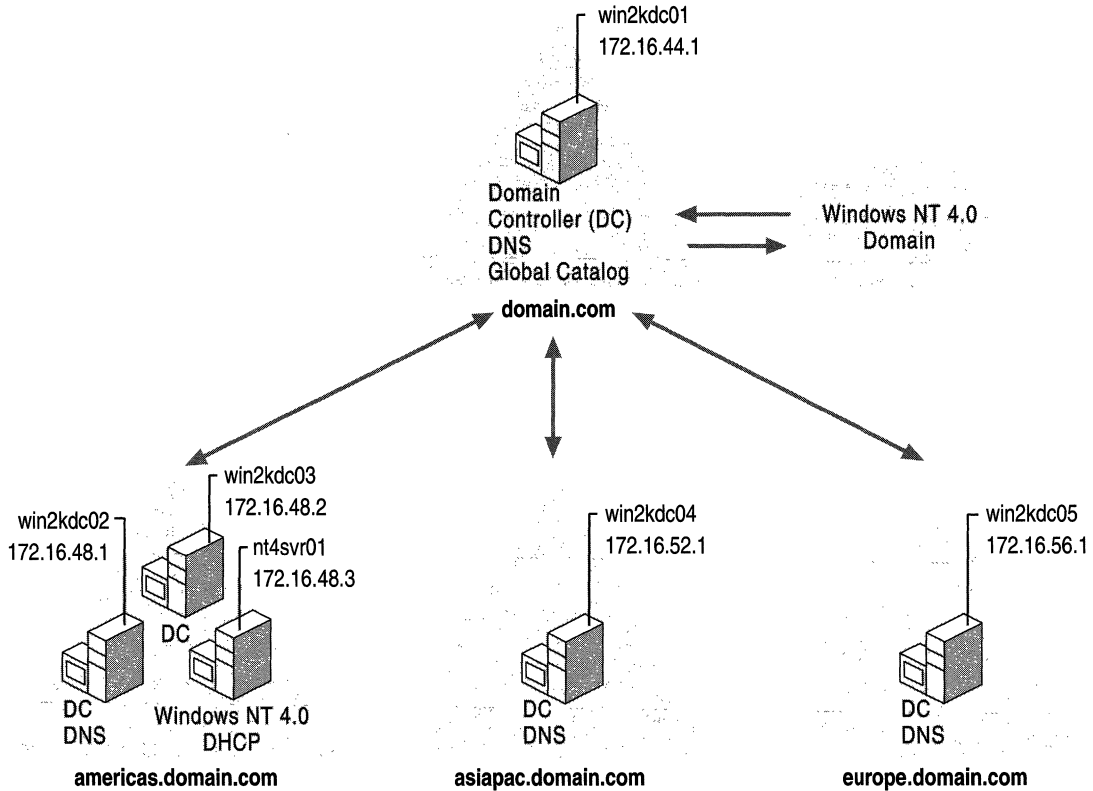 win2kdc01
172.16.44.1
Domain
Controller (DC)
DNS
Global Catalog
domain.com
Windows NT 4.0
Domain
win2kdc02
172.16.48.1
DC
DNS
win2kdc03
172.16.48.2
DC
nt4svr01
172.16.48.3
Windows NT 4.0
DHCP
americas.domain.com
win2kdc04
172.16.52.1
DC
DNS
asiapac.domain.com
win2kdc05
172.16.56.1
DC
DNS
europe.domain.com